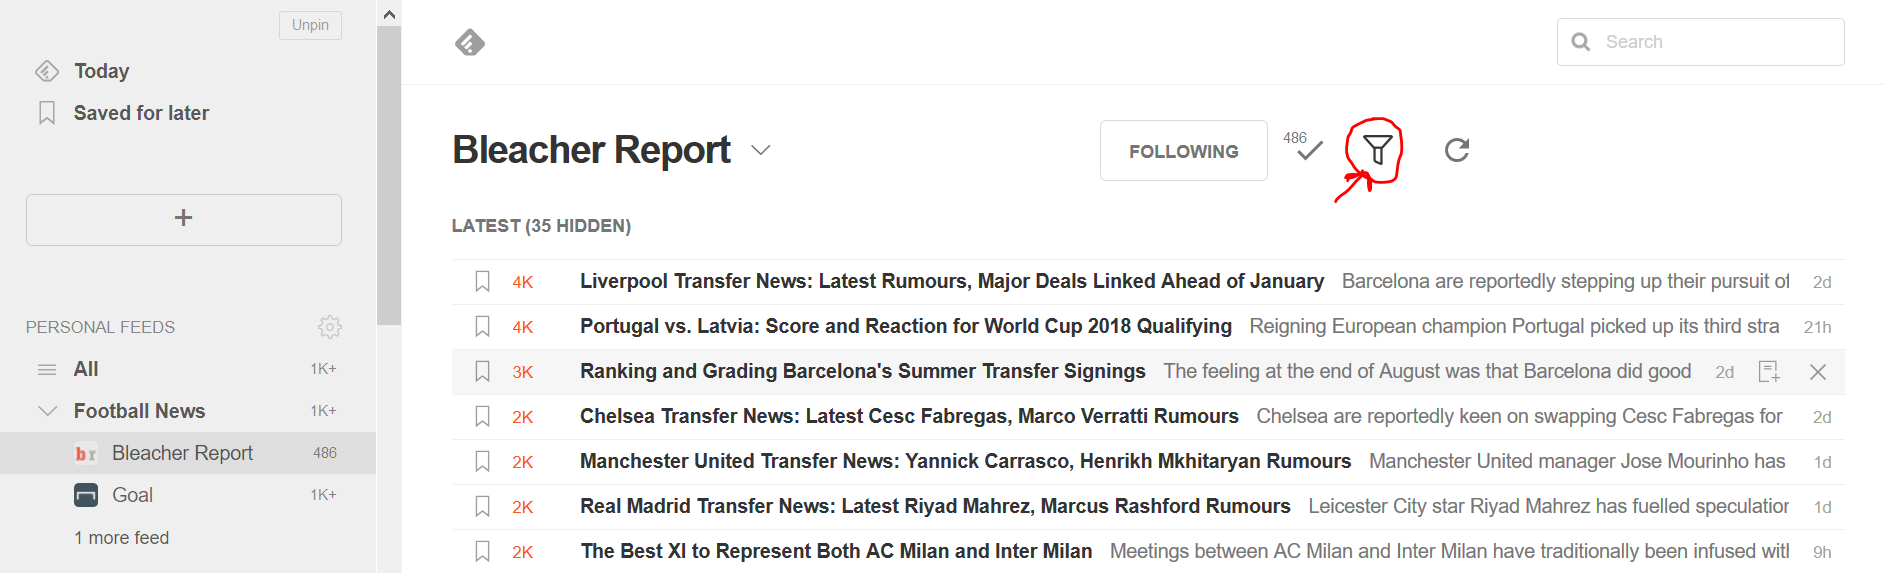 Unpin
Today
Saved for later
+
PERSONAL FEEDS
All 1K+
Football News 1K+
br Bleacher Report 486
Goal 1K+
1 more feed
Search
Bleacher Report
FOLLOWING
486
LATEST (35 HIDDEN)
4K Liverpool Transfer News: Latest Rumours, Major Deals Linked Ahead of January Barcelona are reportedly stepping up their pursuit of 2d
4K Portugal vs. Latvia: Score and Reaction for World Cup 2018 Qualifying Reigning European champion Portugal picked up its third stra 21h
3K Ranking and Grading Barcelona's Summer Transfer Signings The feeling at the end of August was that Barcelona did good 2d
2K Chelsea Transfer News: Latest Cesc Fabregas, Marco Verratti Rumours Chelsea are reportedly keen on swapping Cesc Fabregas for 2d
2K Manchester United Transfer News: Yannick Carrasco, Henrikh Mkhitaryan Rumours Manchester United manager Jose Mourinho has 1d
2K Real Madrid Transfer News: Latest Riyad Mahrez, Marcus Rashford Rumours Leicester City star Riyad Mahrez has fuelled speculation 1d
2K The Best XI to Represent Both AC Milan and Inter Milan Meetings between AC Milan and Inter Milan have traditionally been infused with 9h